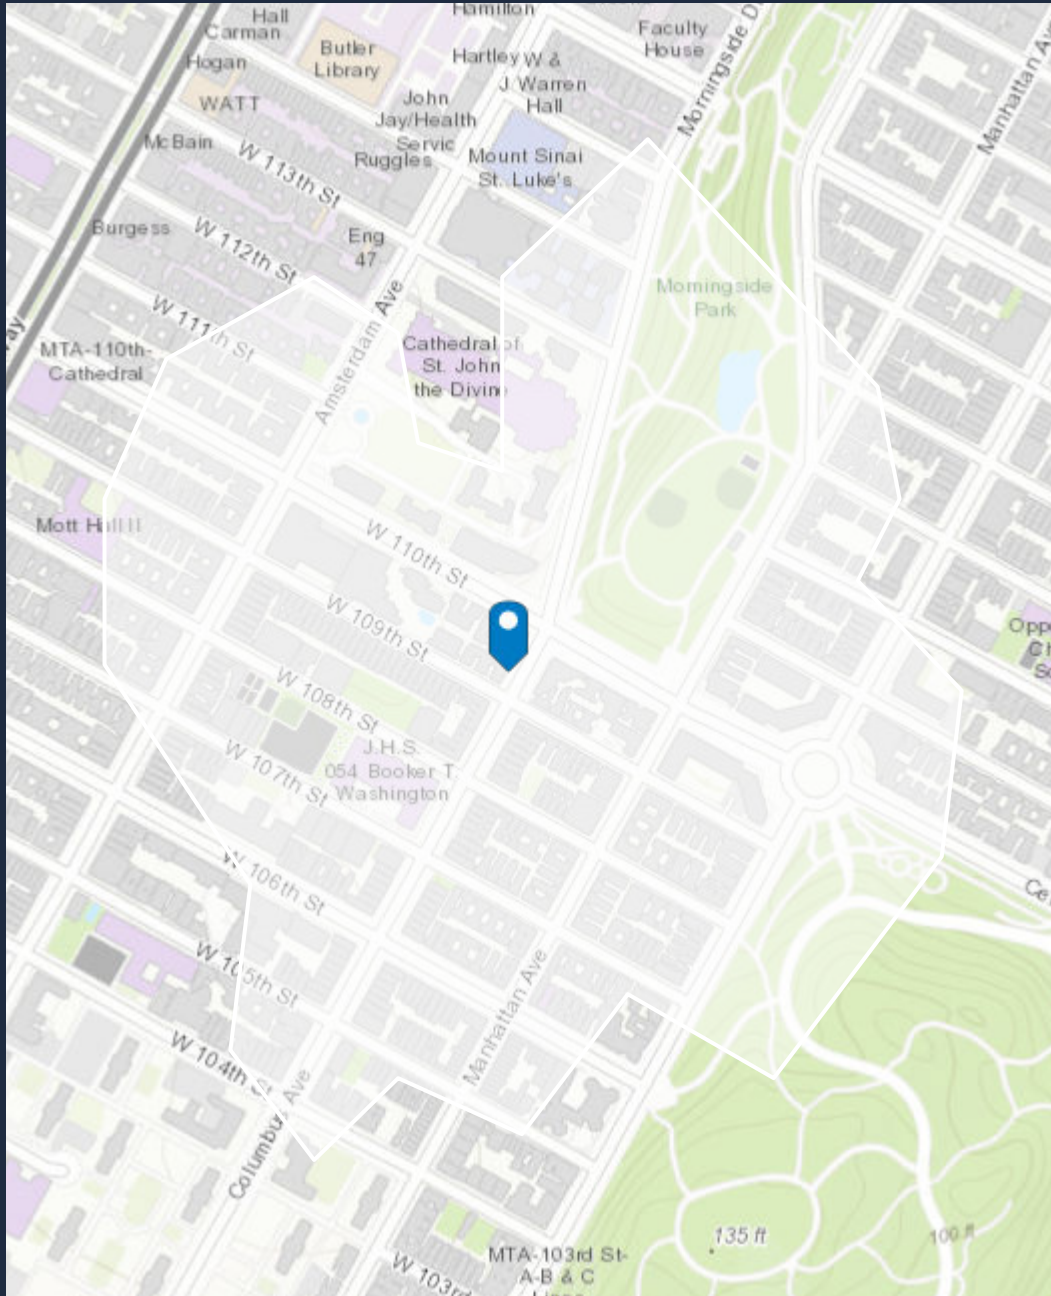 Hall
Carman
Hamilton
Faculty
House
Butler
Library
Hogan
Hartley
W &
J Warren
Hall
Morningside D
Manhattan Av
WATT
John
Jay/Health
Servic
McBain
W 113th St
Ruggles
Mount Sinai
St. Luke's
Burgess
W 112th St
Eng
47
Morningside
Park
W 111th St
Amsterdam Ave
MTA-110th-
Cathedral
Cathedral of
St. John
the Divine
Mott Hall II
W 110th St
W 109th St
W 108th St
J.H.S.
054 Booker T
Washington
W 107th St
W 106th St
W 105th St
Manhattan Ave
W 104th St
Columbus Ave
135 ft
100 ft
MTA-103rd St-
A-B & C
W 103rd